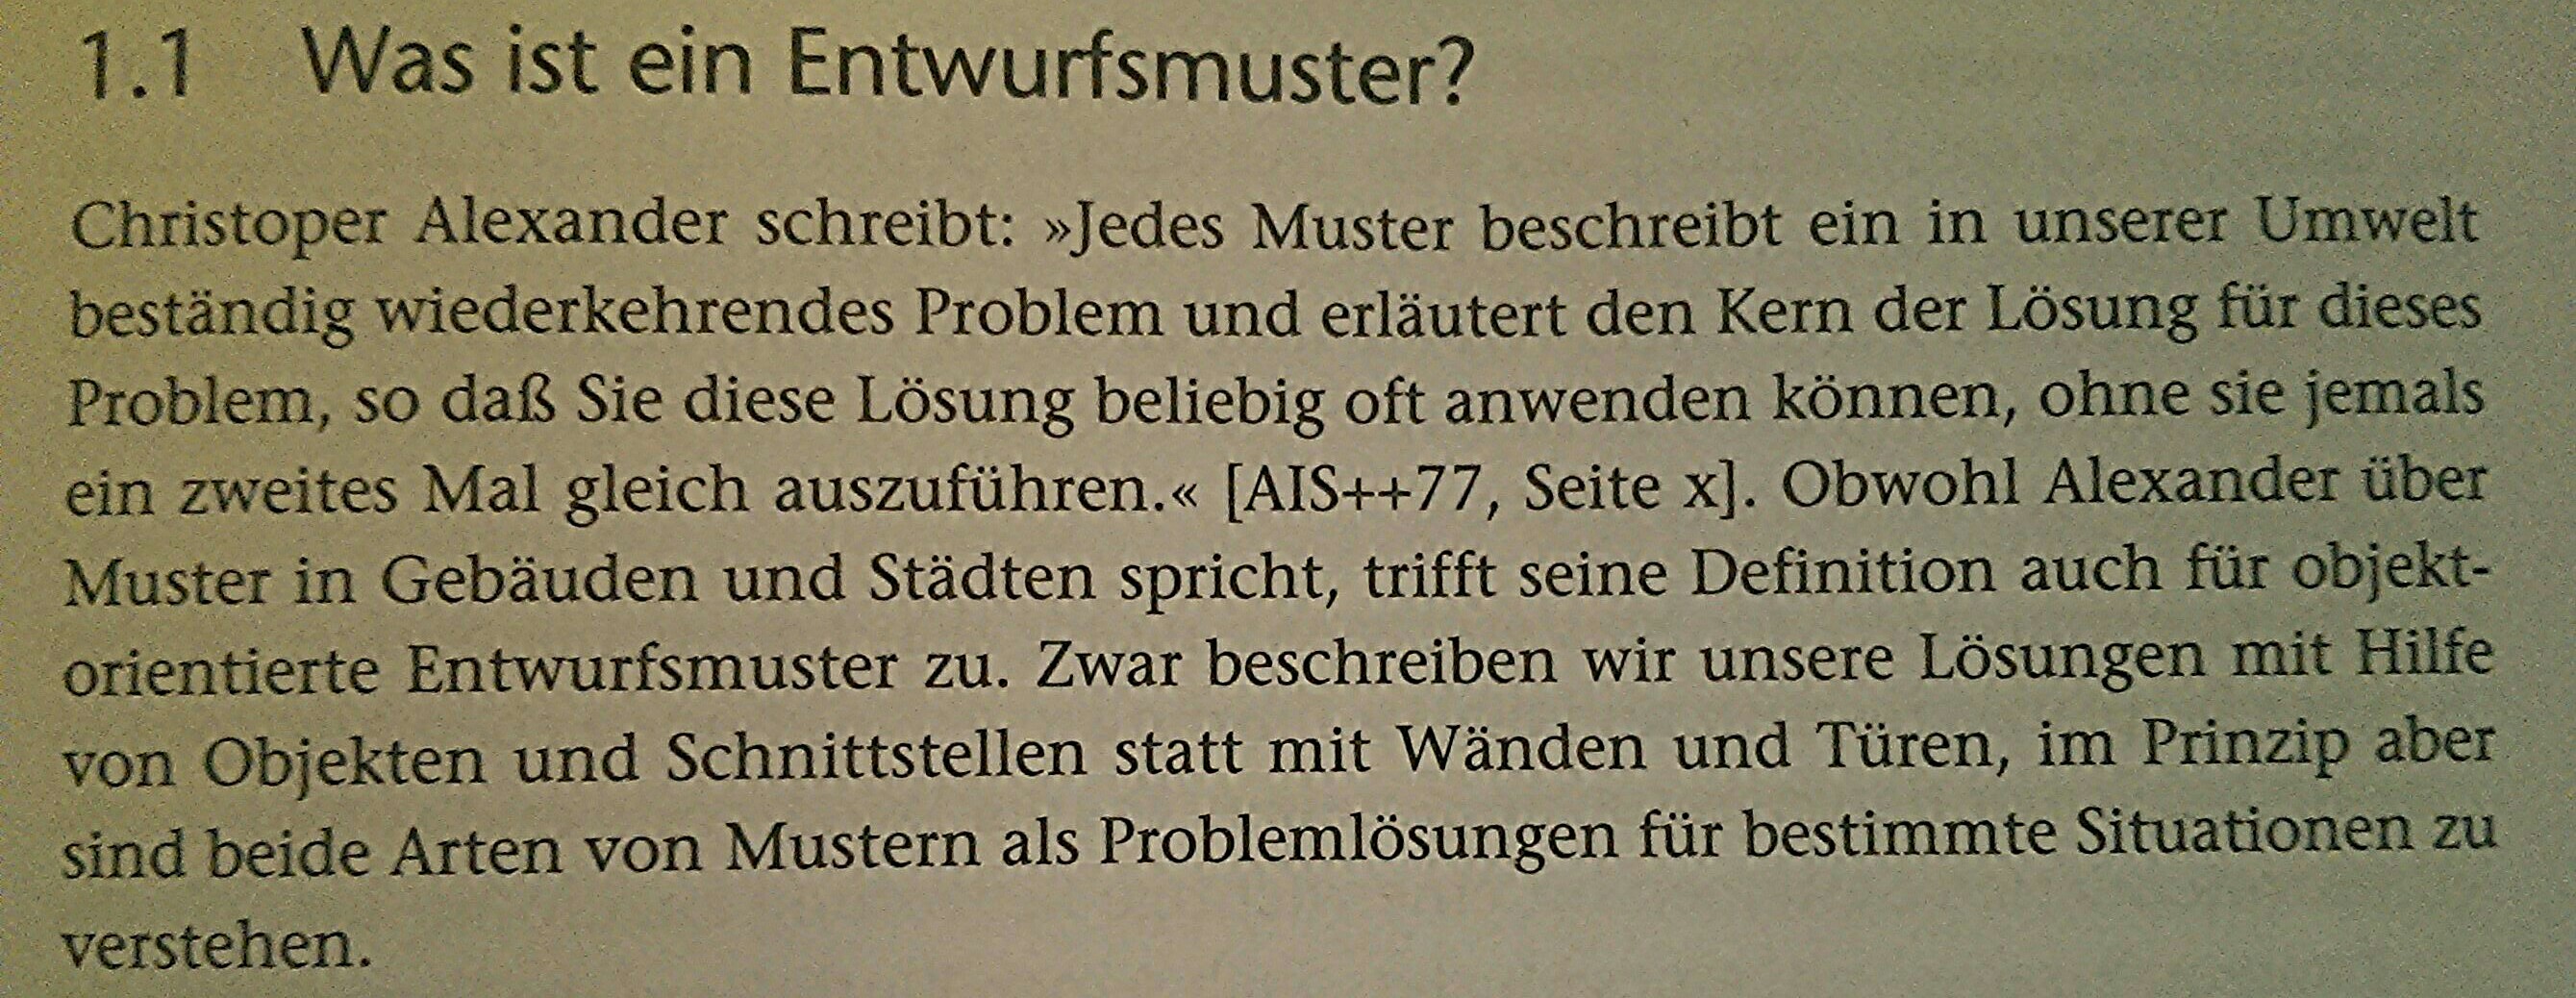 1.1 Was ist ein Entwurfsmuster?
Christoper Alexander schreibt: »Jedes Muster beschreibt ein in unserer Umwelt
beständig wiederkehrendes Problem und erläutert den Kern der Lösung für dieses
Problem, so daß Sie diese Lösung beliebig oft anwenden können, ohne sie jemals
ein zweites Mal gleich auszuführen.« [AIS++77, Seite x]. Obwohl Alexander über
Muster in Gebäuden und Städten spricht, trifft seine Definition auch für objekt-
orientierte Entwurfsmuster zu. Zwar beschreiben wir unsere Lösungen mit Hilfe
von Objekten und Schnittstellen statt mit Wänden und Türen, im Prinzip aber
sind beide Arten von Mustern als Problemlösungen für bestimmte Situationen zu
verstehen.